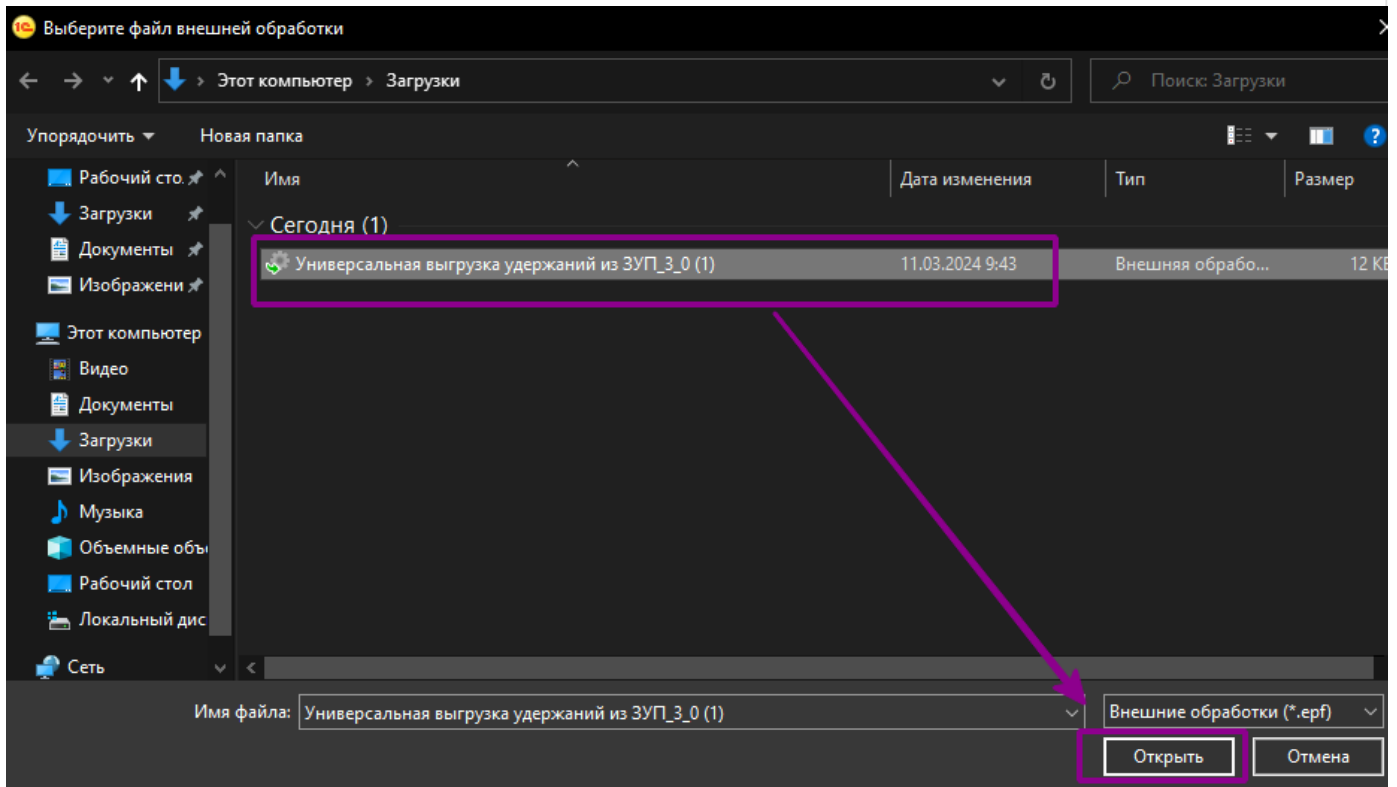 1С Выберите файл внешней обработки
Этот компьютер > Загрузки
Поиск: Загрузки
Упорядочить
Новая папка
?
Рабочий сто.
Загрузки
Документы
Изображени
Этот компьютер
Видео
Документы
Загрузки
Изображения
Музыка
Объемные объ
Рабочий стол
Локальный дис
Сеть
Имя
Дата изменения
Тип
Размер
Сегодня (1)
Универсальная выгрузка удержаний из ЗУП_3_0 (1)
11.03.2024 9:43
Внешняя обрабо...
12 КБ
Имя файла:
Универсальная выгрузка удержаний из ЗУП_3_0 (1)
Внешние обработки (*.epf)
Открыть
Отмена